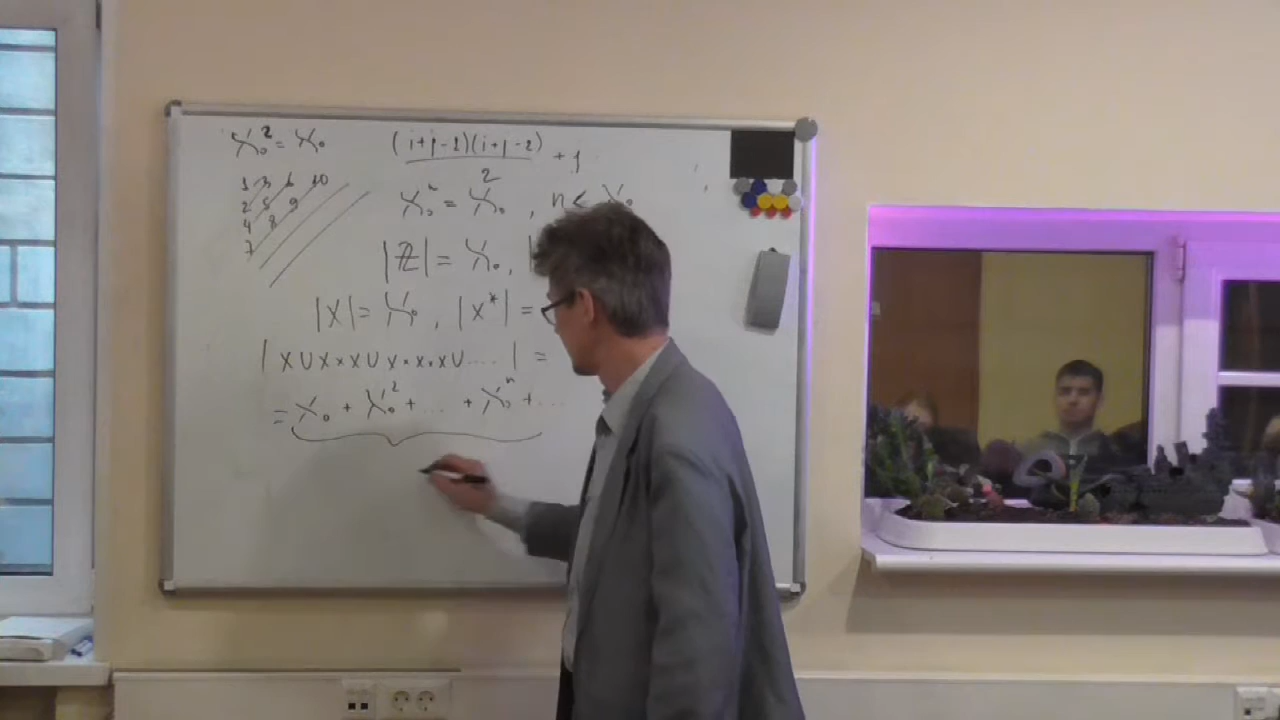 ℵ₀² = ℵ₀
(i+j-2)(i+j-2)
2
+ 1
1 3 6 10
2 5 9
4 8
7
ℵ₀ⁿ = ℵ₀, n < ℵ₀
|ℤ| = ℵ₀,
|X| = ℵ₀, |X*| =
| X ∪ X×X ∪ X×X×X ∪ .... | =
= ℵ₀ + ℵ₀² + ... + ℵ₀ⁿ + ...